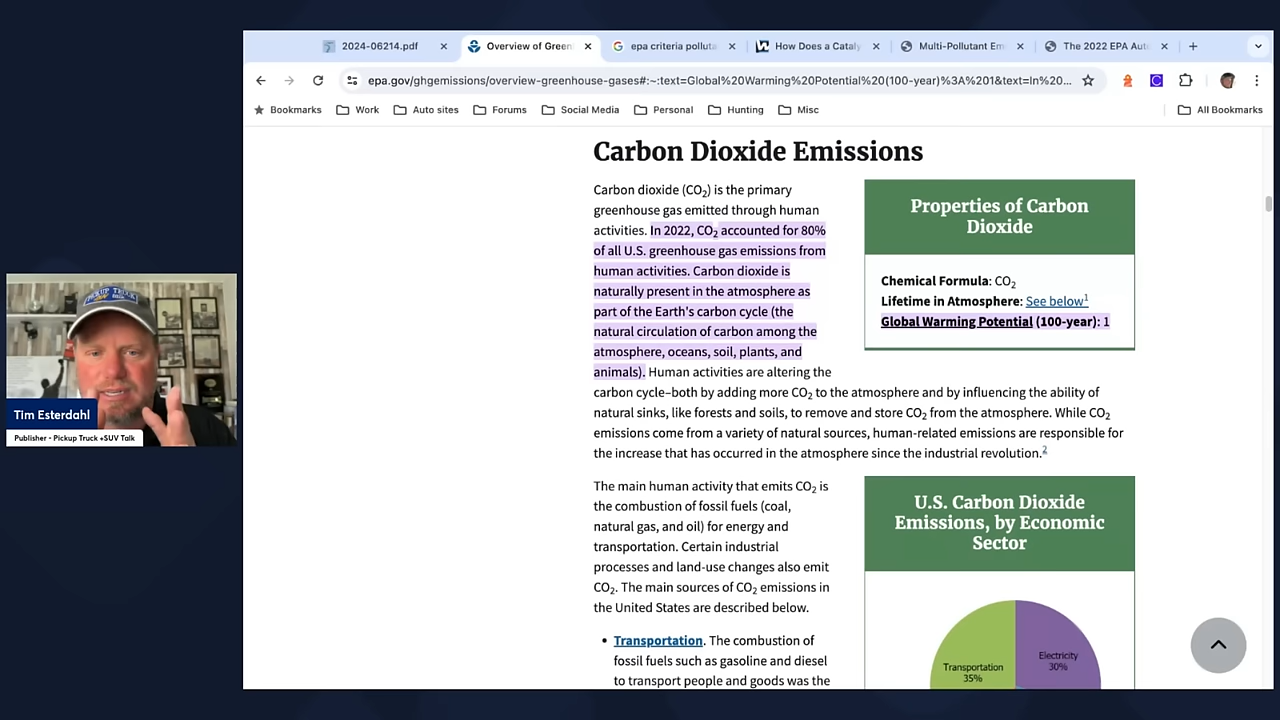 2024-06214.pdf
Overview of Green
epa criteria polluta
How Does a Cataly
Multi-Pollutant Em
The 2022 EPA Aut
epa.gov/ghgemissions/overview-greenhouse-gases#:~:text=Global%20Warming%20Potential%20(100-year)%3A%201&text=In%20...
Bookmarks
Work
Auto sites
Forums
Social Media
Personal
Hunting
Misc
All Bookmarks
Carbon Dioxide Emissions
Carbon dioxide (CO₂) is the primary
greenhouse gas emitted through human
activities. In 2022, CO₂ accounted for 80%
of all U.S. greenhouse gas emissions from
human activities. Carbon dioxide is
naturally present in the atmosphere as
part of the Earth's carbon cycle (the
natural circulation of carbon among the
atmosphere, oceans, soil, plants, and
animals). Human activities are altering the
carbon cycle–both by adding more CO₂ to the atmosphere and by influencing the ability of
natural sinks, like forests and soils, to remove and store CO₂ from the atmosphere. While CO₂
emissions come from a variety of natural sources, human-related emissions are responsible for
the increase that has occurred in the atmosphere since the industrial revolution.²
Properties of Carbon
Dioxide
Chemical Formula: CO₂
Lifetime in Atmosphere: See below¹
Global Warming Potential (100-year): 1
The main human activity that emits CO₂ is
the combustion of fossil fuels (coal,
natural gas, and oil) for energy and
transportation. Certain industrial
processes and land-use changes also emit
CO₂. The main sources of CO₂ emissions in
the United States are described below.
• Transportation. The combustion of
fossil fuels such as gasoline and diesel
to transport people and goods was the
U.S. Carbon Dioxide
Emissions, by Economic
Sector
Transportation
35%
Electricity
30%
PICKUP TRUCK
Tim Esterdahl
Publisher - Pickup Truck +SUV Talk